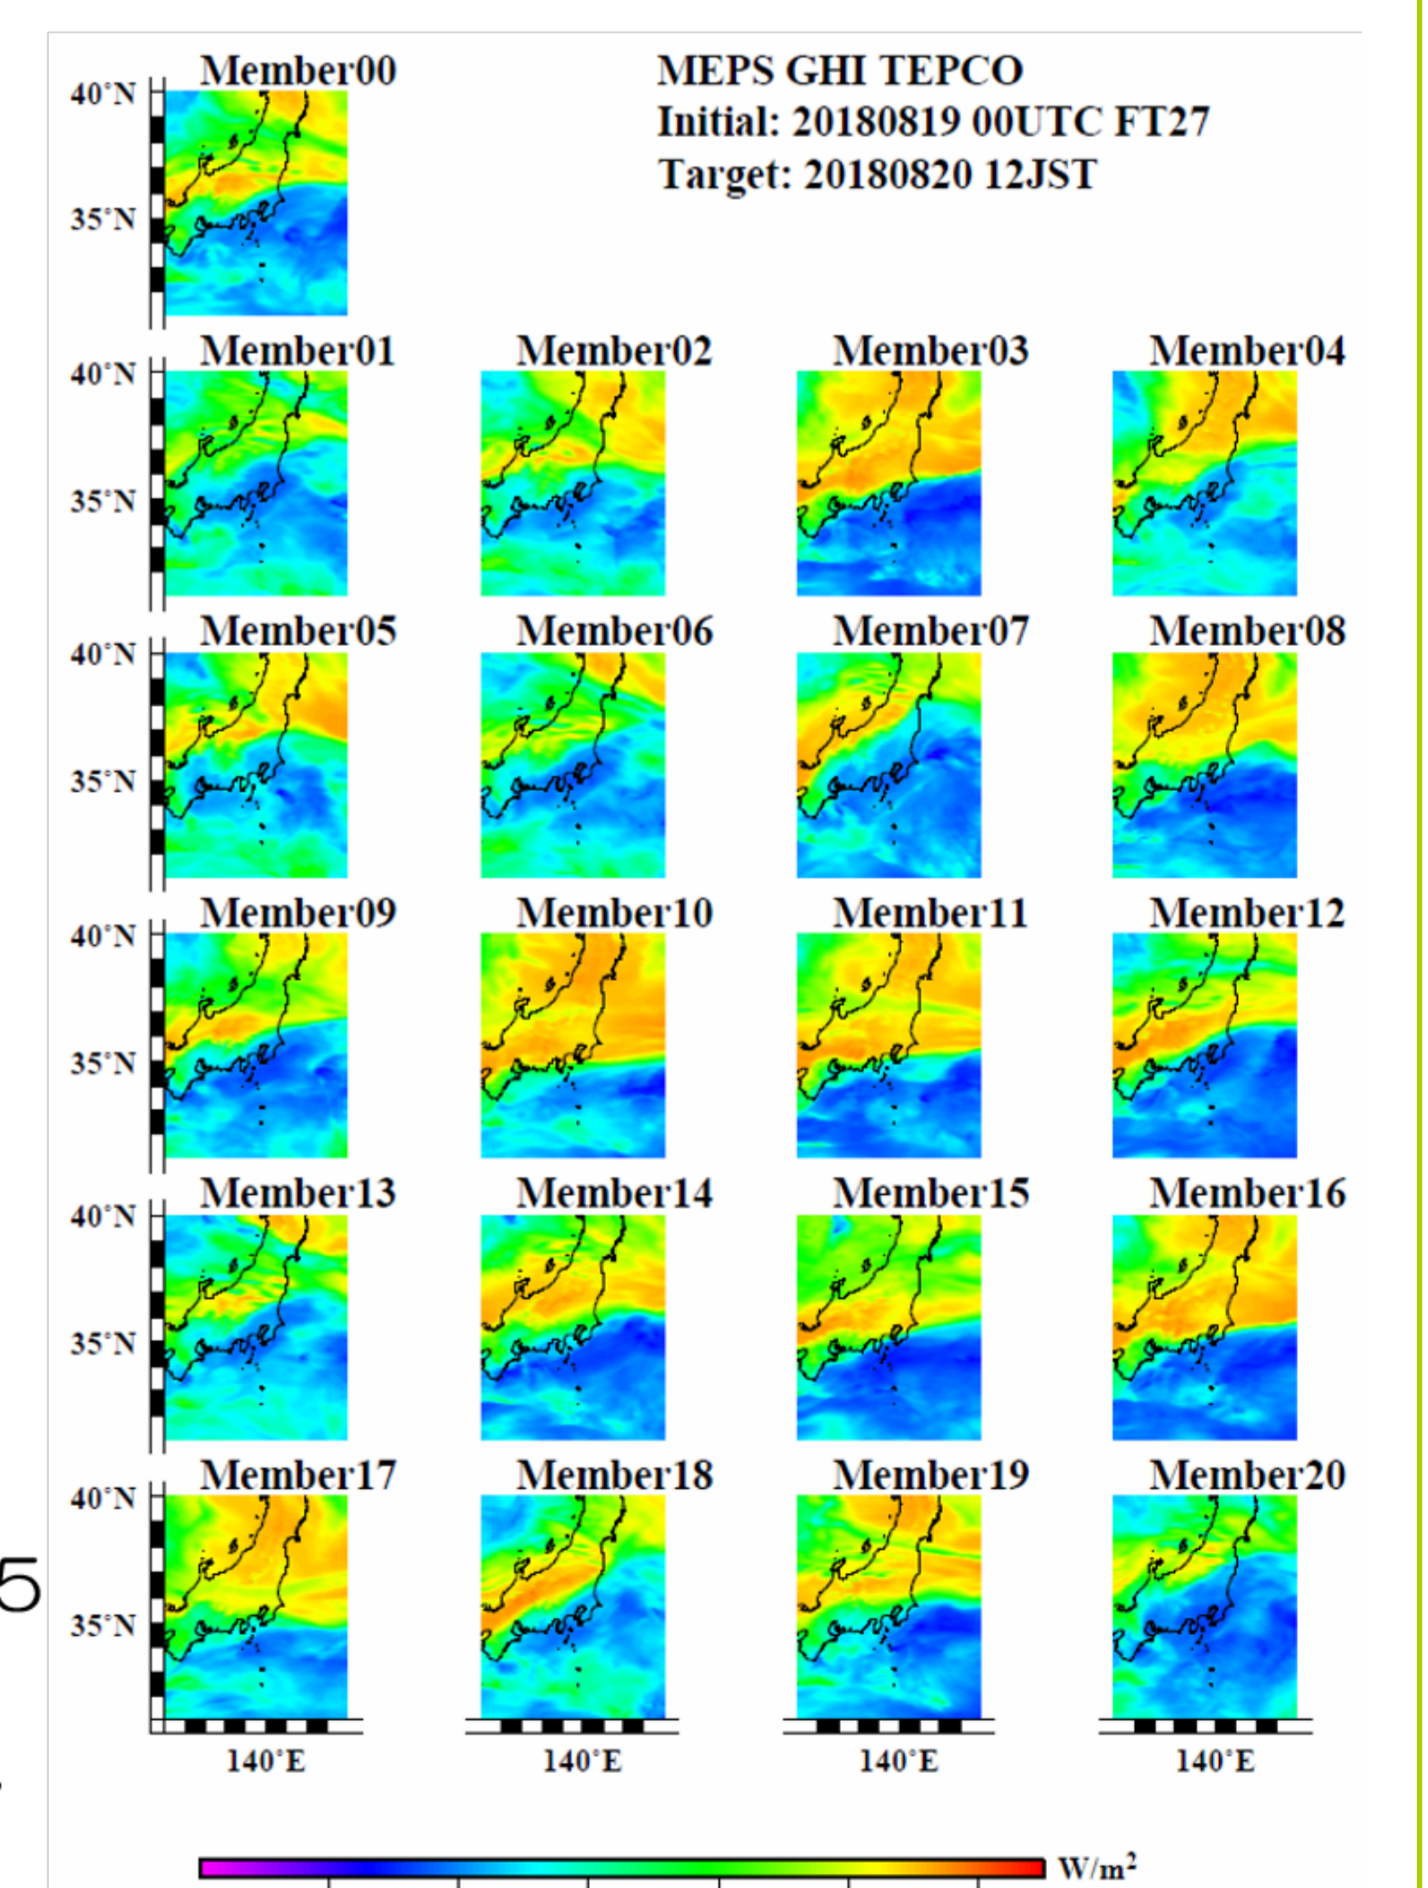 Member00
MEPS GHI TEPCO
Initial: 20180819 00UTC FT27
Target: 20180820 12JST
40˚N
35˚N
Member01 Member02 Member03 Member04
40˚N
35˚N
Member05 Member06 Member07 Member08
40˚N
35˚N
Member09 Member10 Member11 Member12
40˚N
35˚N
Member13 Member14 Member15 Member16
40˚N
35˚N
Member17 Member18 Member19 Member20
40˚N
5
35˚N
140˚E 140˚E 140˚E 140˚E
W/m²